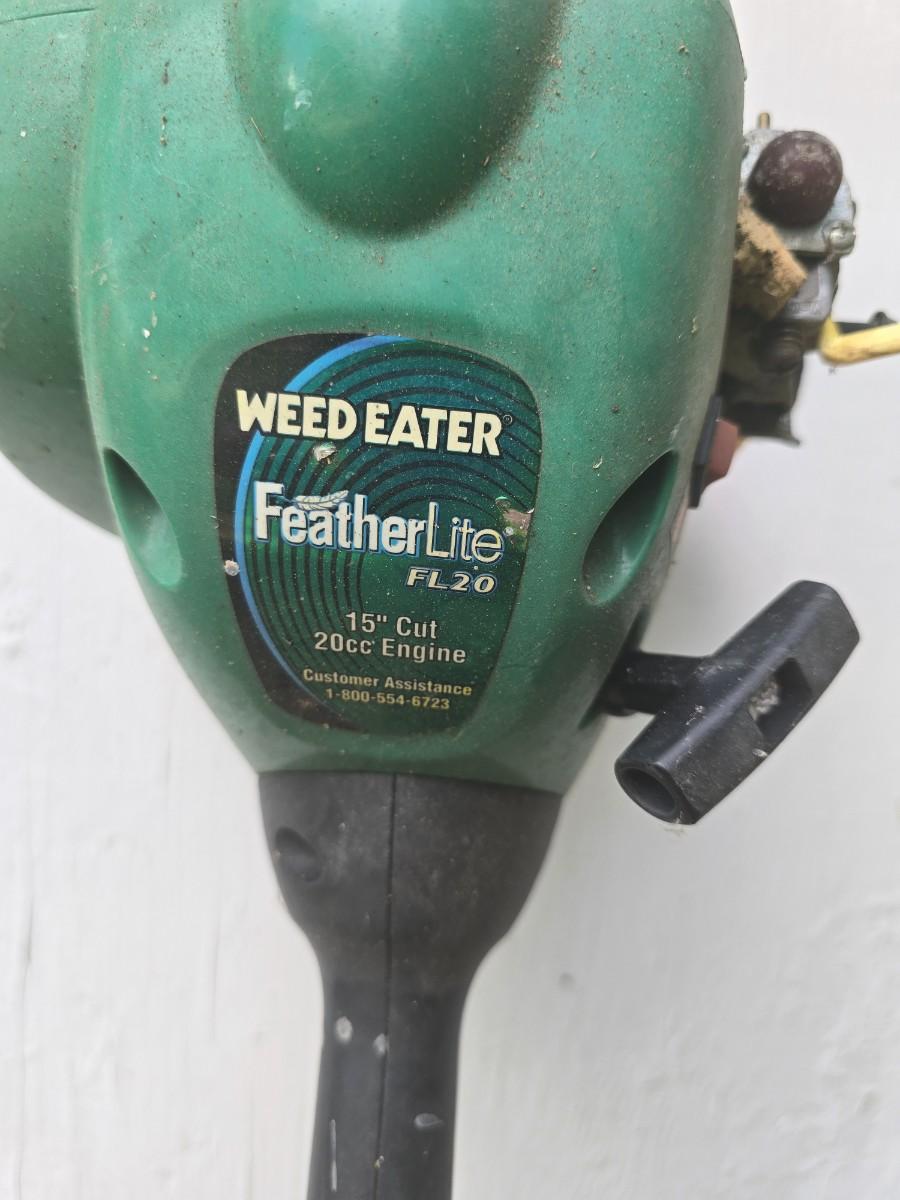 WEED EATER®
FeatherLite
FL20
15" Cut
20cc Engine
Customer Assistance
1-800-554-6723